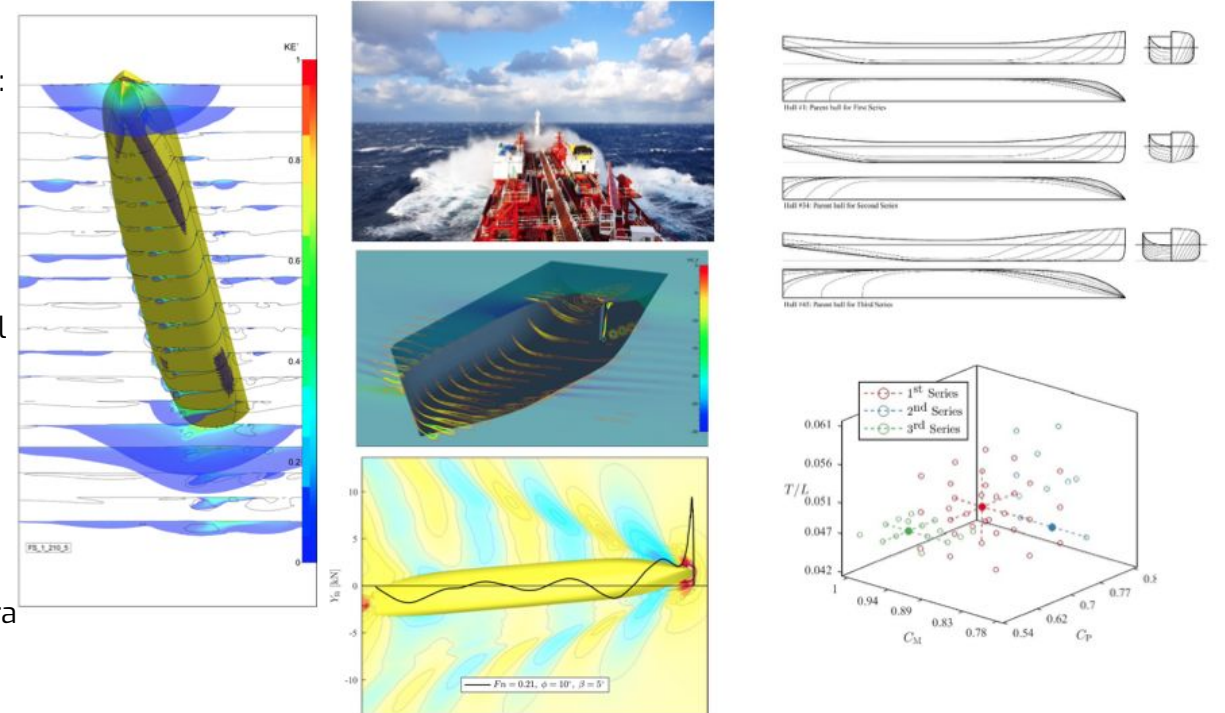 :
l
ra
KE'
1
0.8
0.6
0.4
0.2
0
FS_1_210_5
10
5
0
-5
-10
Y_B [kN]
Fn = 0.21, ϕ = 10°, β = 5°
Hull #1: Parent hull for First Series
Hull #34: Parent hull for Second Series
Hull #45: Parent hull for Third Series
1st Series
2nd Series
3rd Series
0.061
0.056
T/L
0.051
0.047
0.042
1
0.94
0.89
0.83
0.78
C_M
0.54
0.62
0.7
0.77
C_P